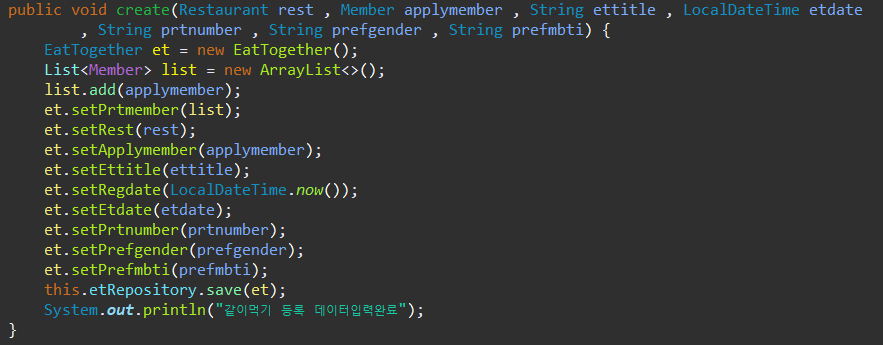 public void create(Restaurant rest , Member applymember , String ettitle , LocalDateTime etdate
, String prtnumber , String prefgender , String prefmbti) {
EatTogether et = new EatTogether();
List<Member> list = new ArrayList<>();
list.add(applymember);
et.setPrtmember(list);
et.setRest(rest);
et.setApplymember(applymember);
et.setEttitle(ettitle);
et.setRegdate(LocalDateTime.now());
et.setEtdate(etdate);
et.setPrtnumber(prtnumber);
et.setPrefgender(prefgender);
et.setPrefmbti(prefmbti);
this.etRepository.save(et);
System.out.println("같이먹기 등록 데이터입력완료");
}